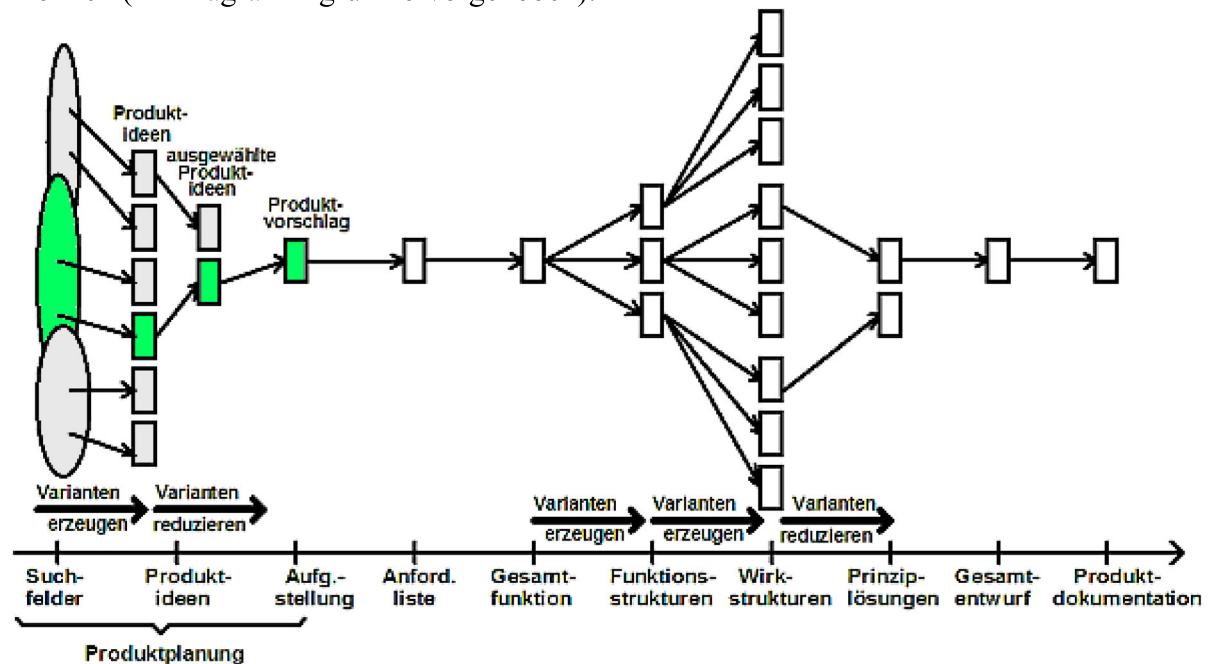 Produkt-
ideen
ausgewählte
Produkt-
ideen
Produkt-
vorschlag
Varianten
erzeugen
Varianten
reduzieren
Varianten
erzeugen
Varianten
erzeugen
Varianten
reduzieren
Such-
felder
Produkt-
ideen
Aufg.-
stellung
Anford.
liste
Gesamt-
funktion
Funktions-
strukturen
Wirk-
strukturen
Prinzip-
lösungen
Gesamt-
entwurf
Produkt-
dokumentation
Produktplanung